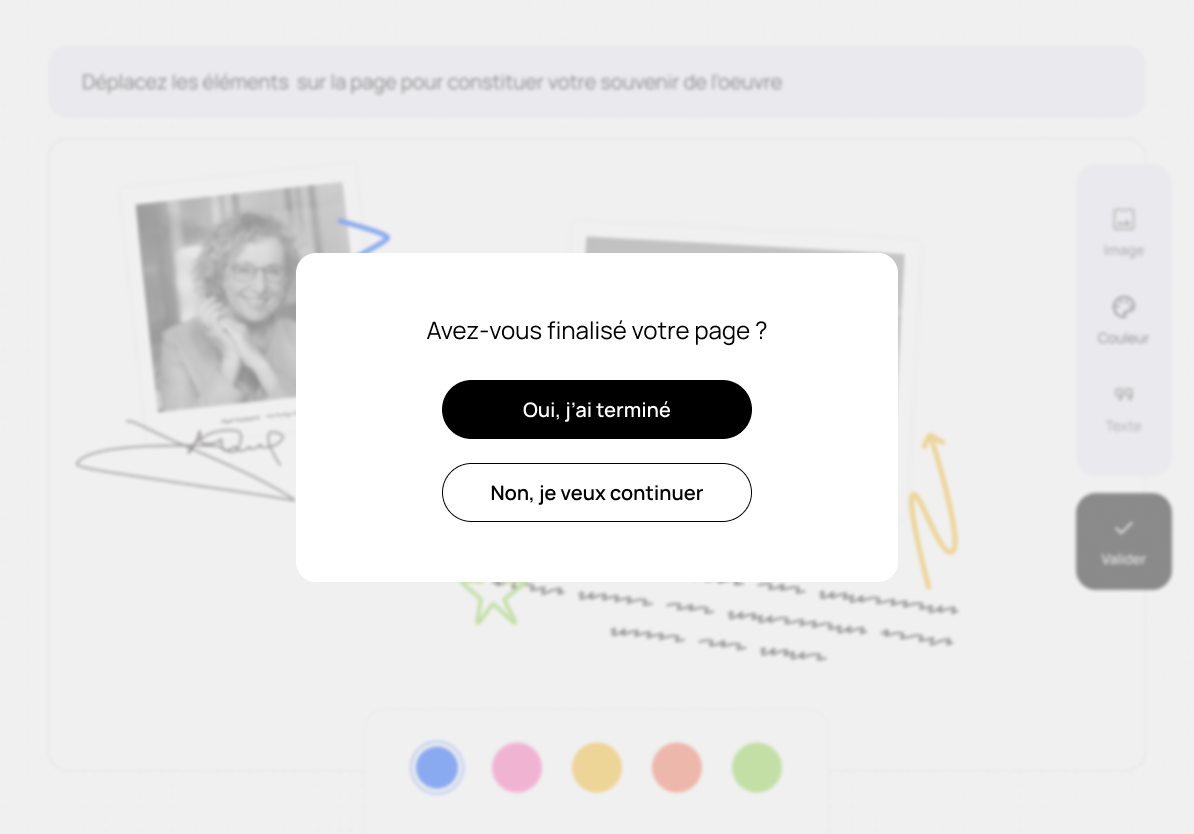 Déplacez les éléments sur la page pour constituer votre souvenir de l'oeuvre
Image
Couleur
Texte
Valider
Avez-vous finalisé votre page ?
Oui, j'ai terminé
Non, je veux continuer